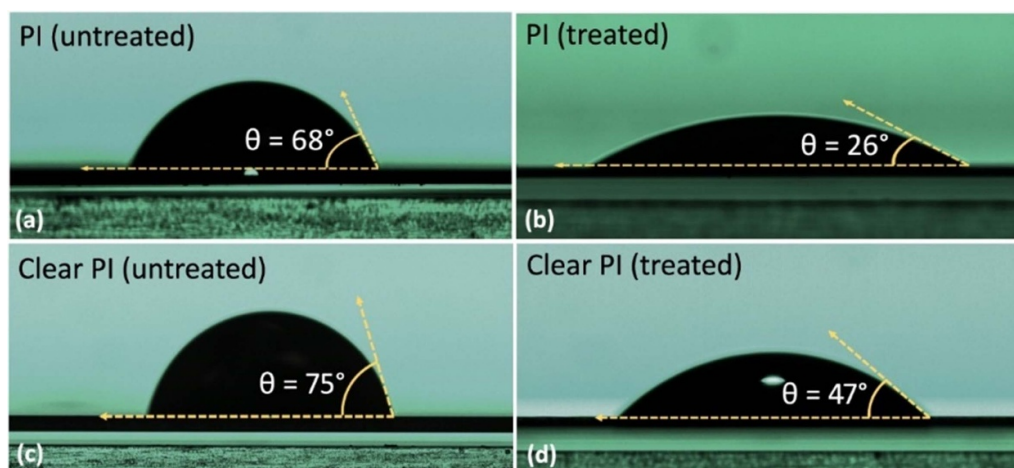 PI (untreated)
θ = 68°
(a)
PI (treated)
θ = 26°
(b)
Clear PI (untreated)
θ = 75°
(c)
Clear PI (treated)
θ = 47°
(d)